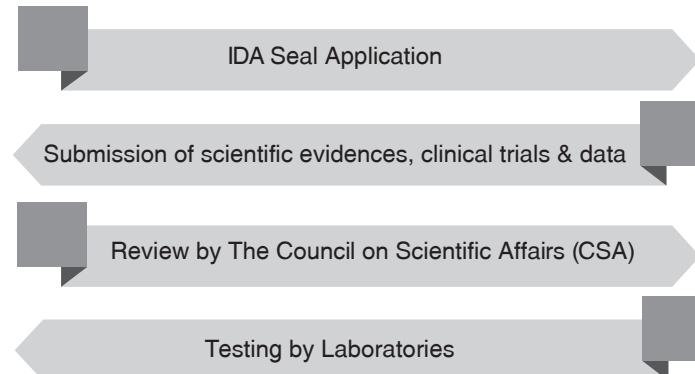 IDA Seal Application
Submission of scientific evidences, clinical trials & data
Review by The Council on Scientific Affairs (CSA)
Testing by Laboratories